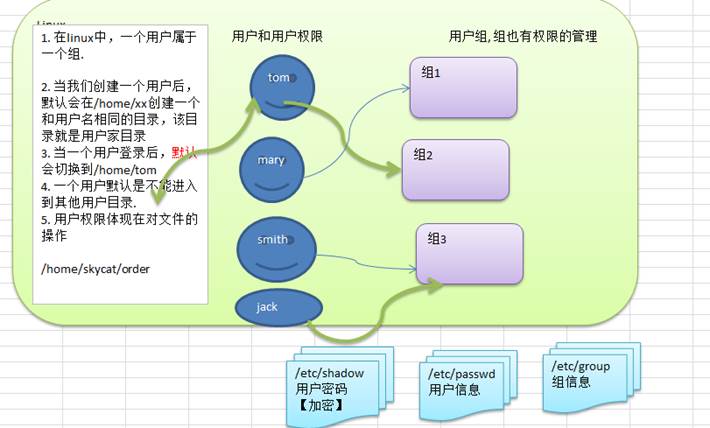 Linux
1. 在linux中，一个用户属于
一个组.
2. 当我们创建一个用户后，
默认会在/home/xx创建一个
和用户名相同的目录，该目
录就是用户家目录
3. 当一个用户登录后，默认
会切换到/home/tom
4. 一个用户默认是不能进入
到其他用户目录.
5. 用户权限体现在对文件的
操作
/home/skycat/order
用户和用户权限
tom
mary
smith
jack
用户组, 组也有权限的管理
组1
组2
组3
/etc/shadow
用户密码
【加密】
/etc/passwd
用户信息
/etc/group
组信息